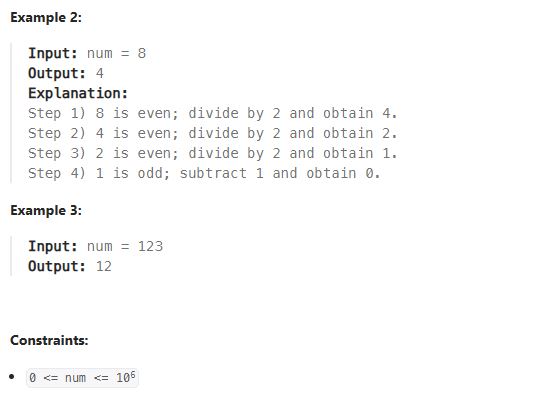 Example 2:
Input: num = 8
Output: 4
Explanation:
Step 1) 8 is even; divide by 2 and obtain 4.
Step 2) 4 is even; divide by 2 and obtain 2.
Step 3) 2 is even; divide by 2 and obtain 1.
Step 4) 1 is odd; subtract 1 and obtain 0.
Example 3:
Input: num = 123
Output: 12
Constraints:
• 0 <= num <= 10⁶